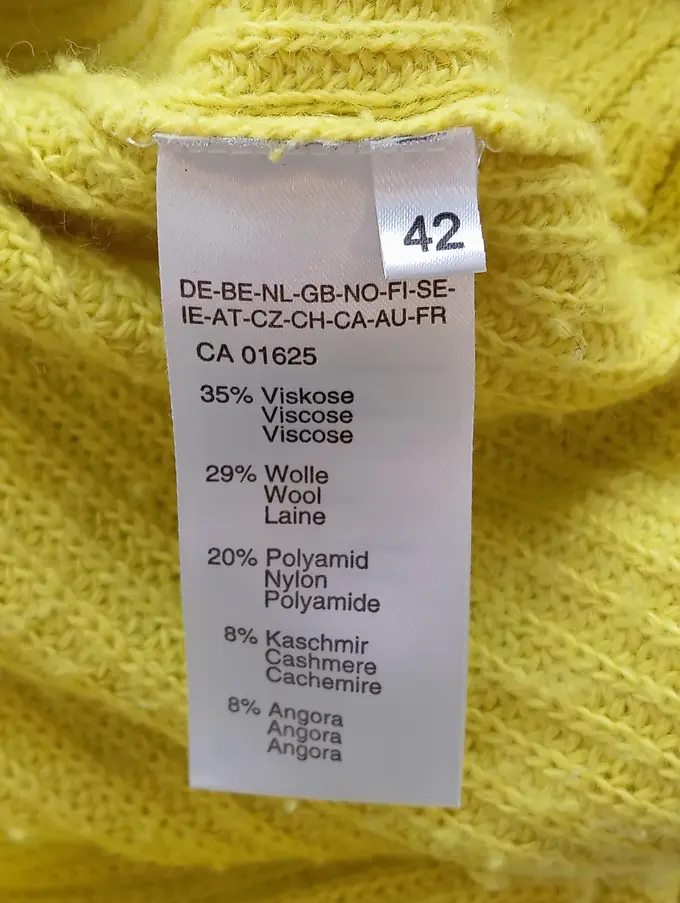 42
DE-BE-NL-GB-NO-FI-SE-
IE-AT-CZ-CH-CA-AU-FR
CA 01625
35% Viskose
Viscose
Viscose
29% Wolle
Wool
Laine
20% Polyamid
Nylon
Polyamide
8% Kaschmir
Cashmere
Cachemire
8% Angora
Angora
Angora